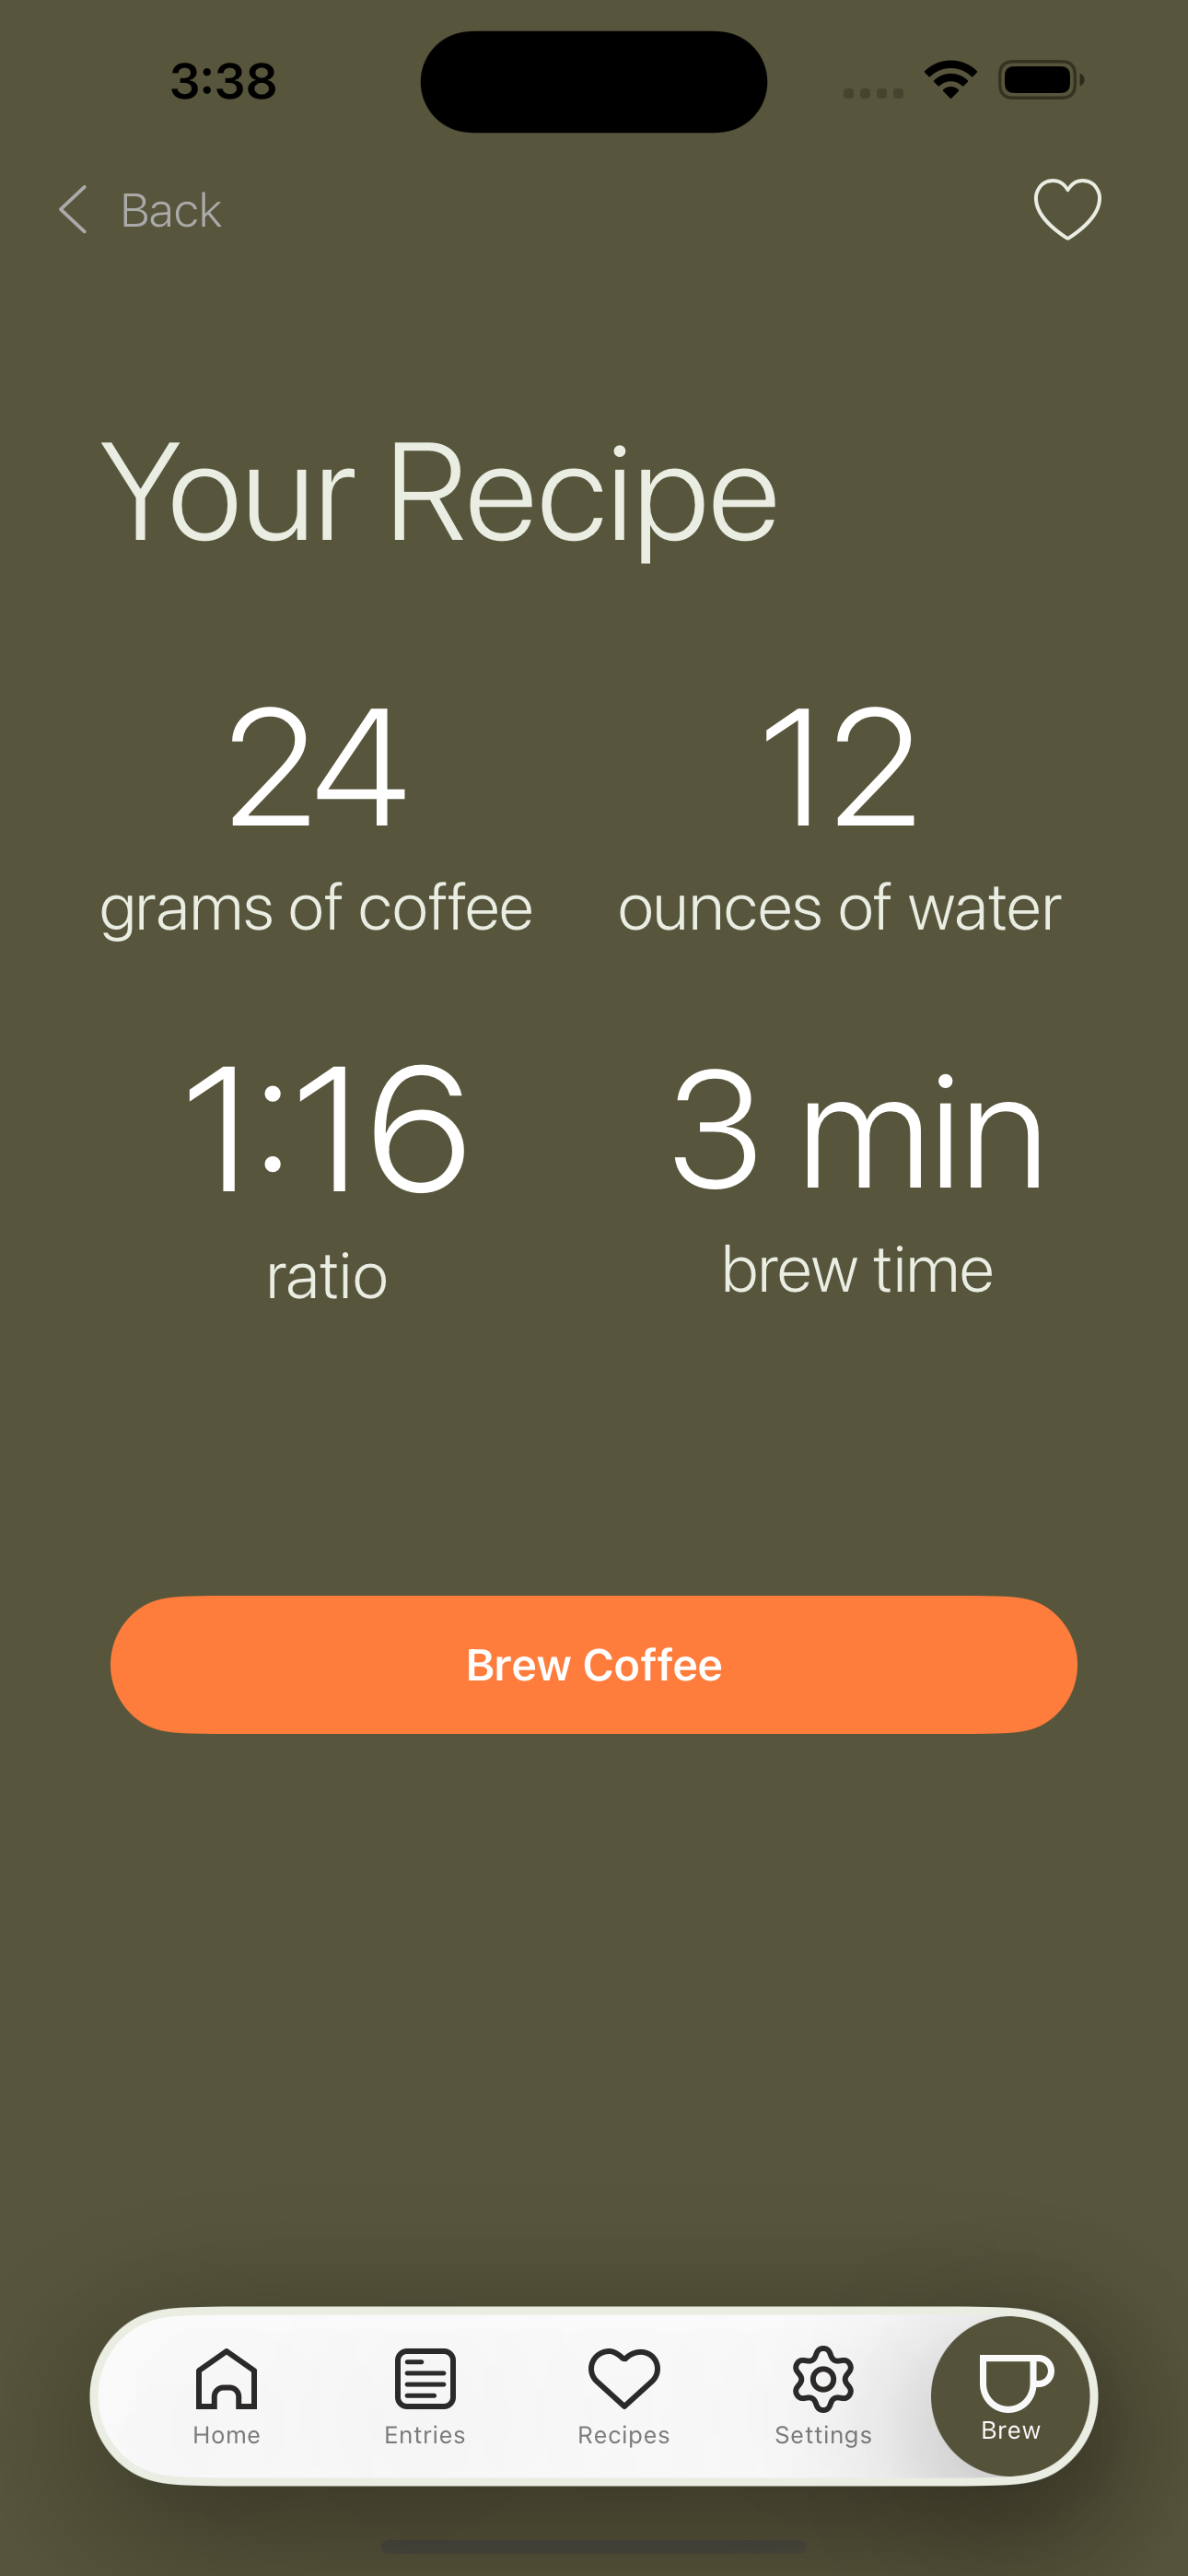 3:38
Back
Your Recipe
24
grams of coffee
12
ounces of water
1:16
ratio
3 min
brew time
Brew Coffee
Home
Entries
Recipes
Settings
Brew